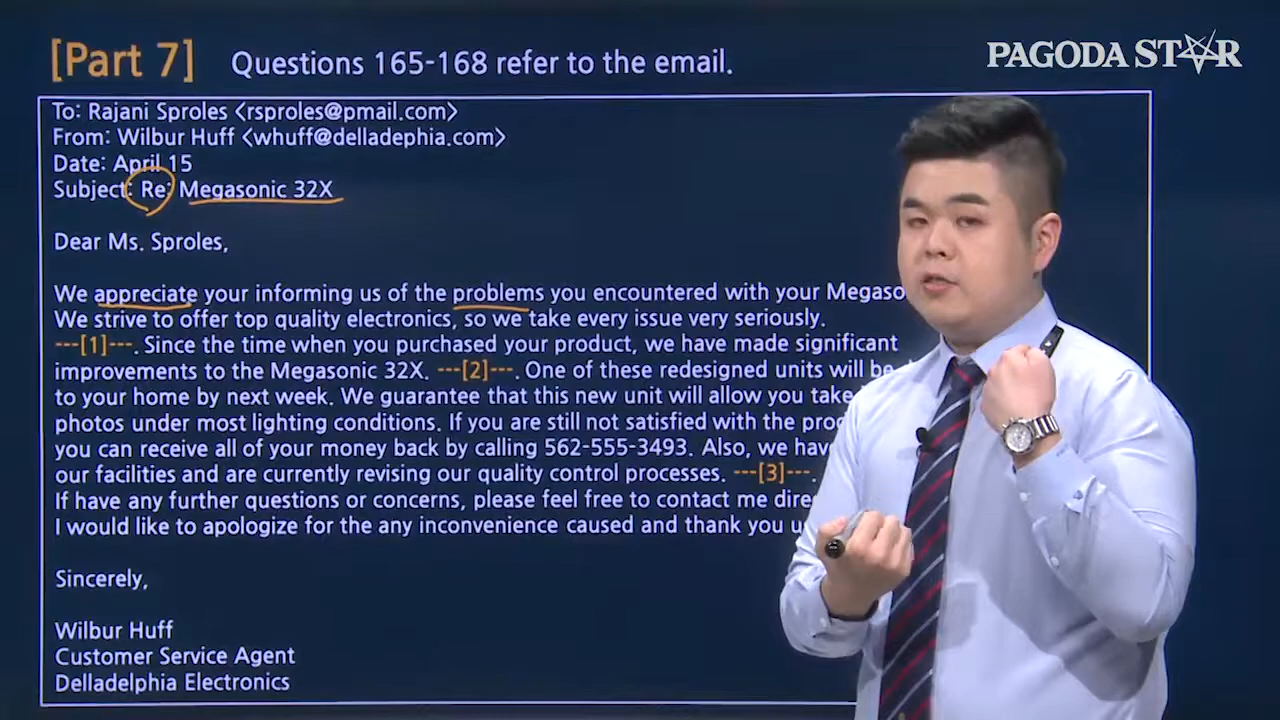 [Part 7] Questions 165-168 refer to the email.
PAGODA STAR
To: Rajani Sproles <rsproles@pmail.com>
From: Wilbur Huff <whuff@delladephia.com>
Date: April 15
Subject: Re: Megasonic 32X
Dear Ms. Sproles,
We appreciate your informing us of the problems you encountered with your Megaso
We strive to offer top quality electronics, so we take every issue very seriously.
---[1]---. Since the time when you purchased your product, we have made significant
improvements to the Megasonic 32X. ---[2]---. One of these redesigned units will be
to your home by next week. We guarantee that this new unit will allow you take
photos under most lighting conditions. If you are still not satisfied with the
you can receive all of your money back by calling 562-555-3493. Also, we
our facilities and are currently revising our quality control processes. ---[3]---.
If have any further questions or concerns, please feel free to contact me
I would like to apologize for the any inconvenience caused and thank you
Sincerely,
Wilbur Huff
Customer Service Agent
Delladelphia Electronics